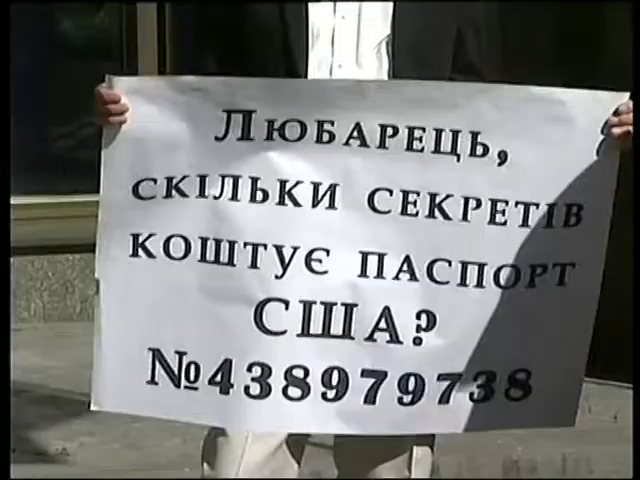 Любарець,
скільки секретів
коштує паспорт
США?
№438979738